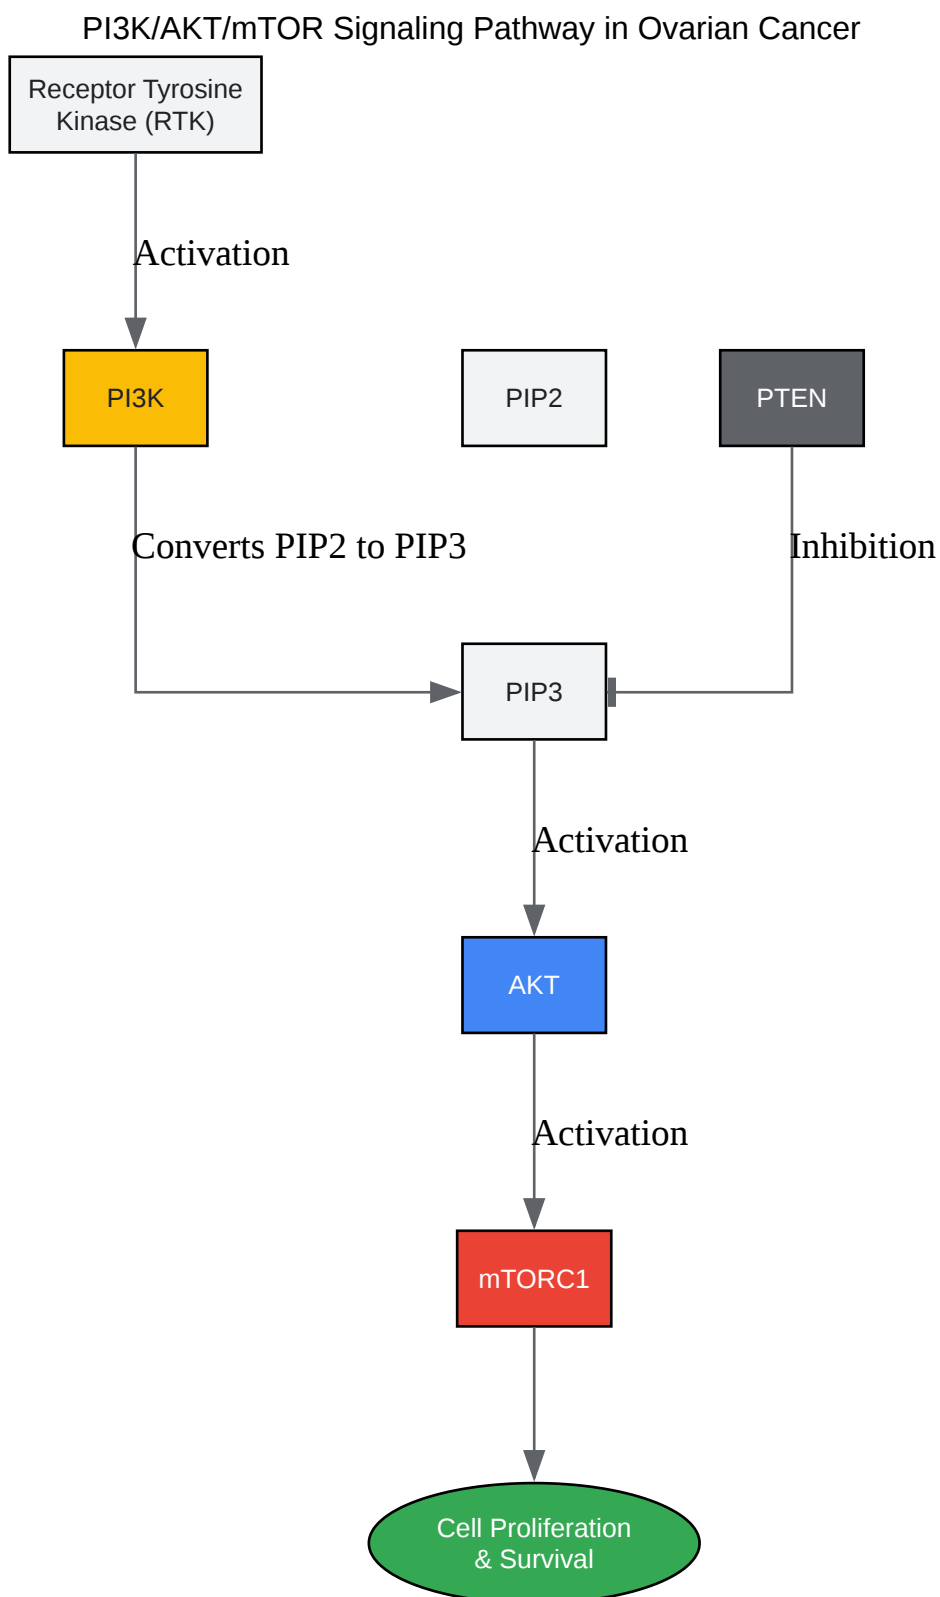 PI3K/AKT/mTOR Signaling Pathway in Ovarian Cancer
Receptor Tyrosine
Kinase (RTK)
Activation
PI3K
PIP2
PTEN
Converts PIP2 to PIP3
Inhibition
PIP3
Activation
AKT
Activation
mTORC1
Cell Proliferation
& Survival